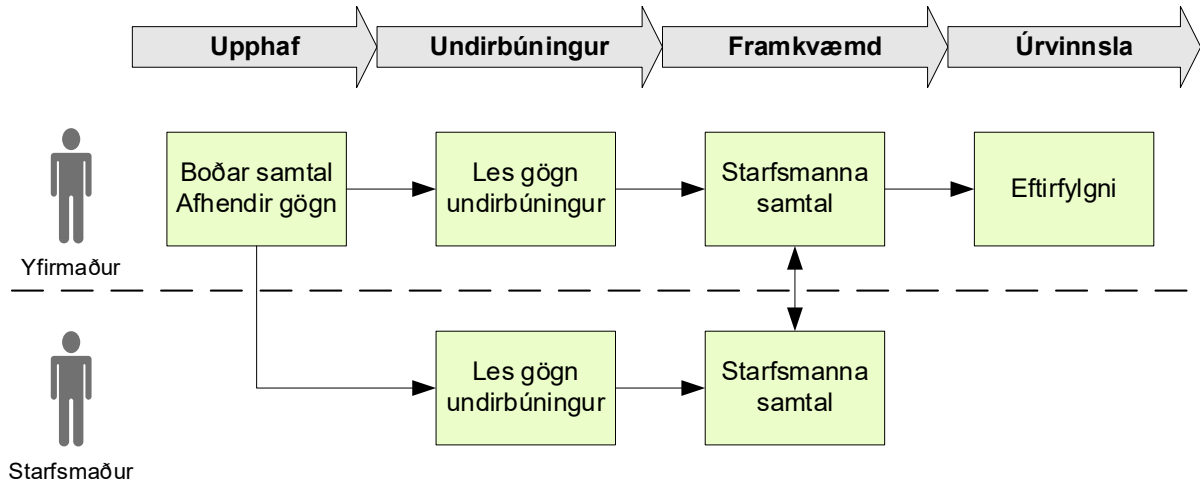 Upphaf
Undirbúningur
Framkvæmd
Úrvinnsla
Yfirmaður
Boðar samtal
Afhendir gögn
Les gögn
undirbúningur
Starfsmanna
samtal
Eftirfylgni
Starfsmaður
Les gögn
undirbúningur
Starfsmanna
samtal